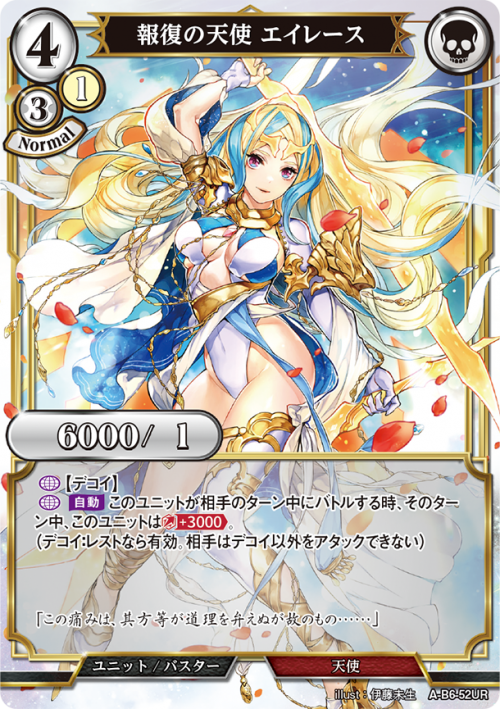 4
報復の天使 エイレース
3
1
Normal
6000/ 1
【デコイ】
自動 このユニットが相手のターン中にバトルする時、そのター
ン中、このユニットは+3000。
(デコイ:レストなら有効。相手はデコイ以外をアタックできない)
「この痛みは、其方等が道理を弁えぬが故のもの……」
ユニット / バスター
天使
illust:伊藤未生 A-B6-52UR